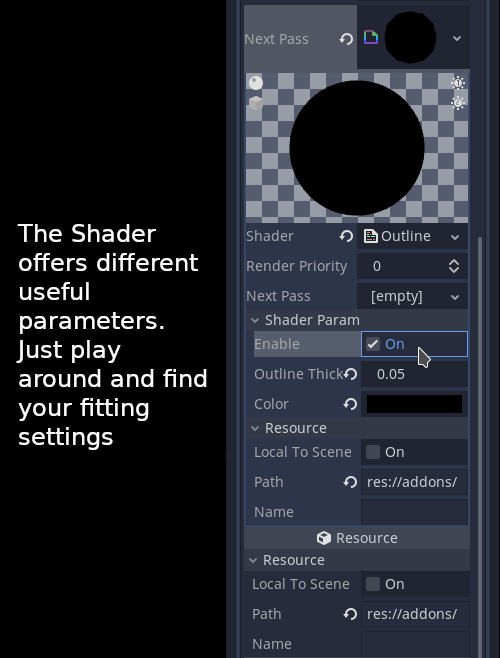 The Shader
offers different
useful
parameters.
Just play
around and find
your fitting
settings
Next Pass
Shader Outline
Render Priority 0
Next Pass [empty]
Shader Param
Enable On
Outline Thick 0.05
Color
Resource
Local To Scene On
Path res://addons/
Name
Resource
Resource
Local To Scene On
Path res://addons/
Name